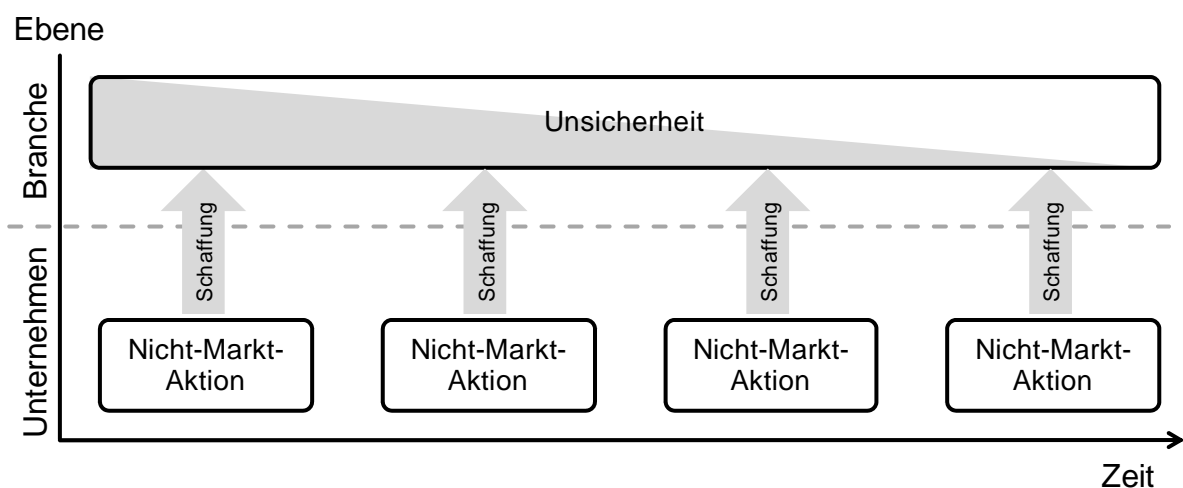 Ebene
Branche
Unsicherheit
Schaffung
Schaffung
Schaffung
Schaffung
Unternehmen
Nicht-Markt-
Aktion
Nicht-Markt-
Aktion
Nicht-Markt-
Aktion
Nicht-Markt-
Aktion
Zeit